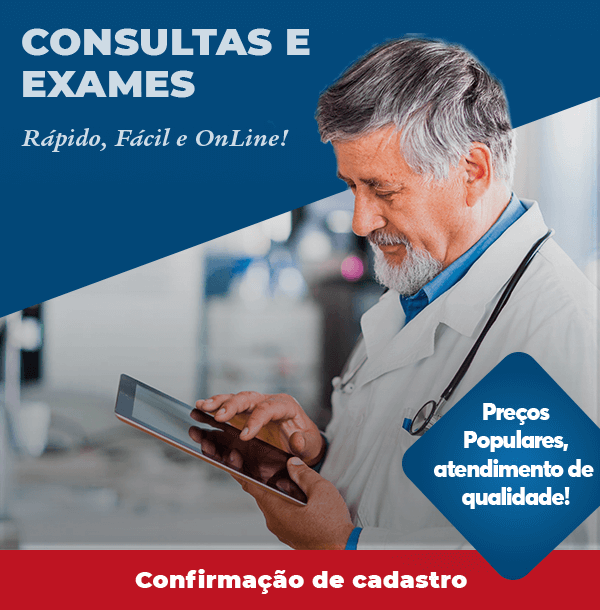 CONSULTAS E
EXAMES
Rápido, Fácil e OnLine!
Preços
Populares,
atendimento de
qualidade!
Confirmação de cadastro